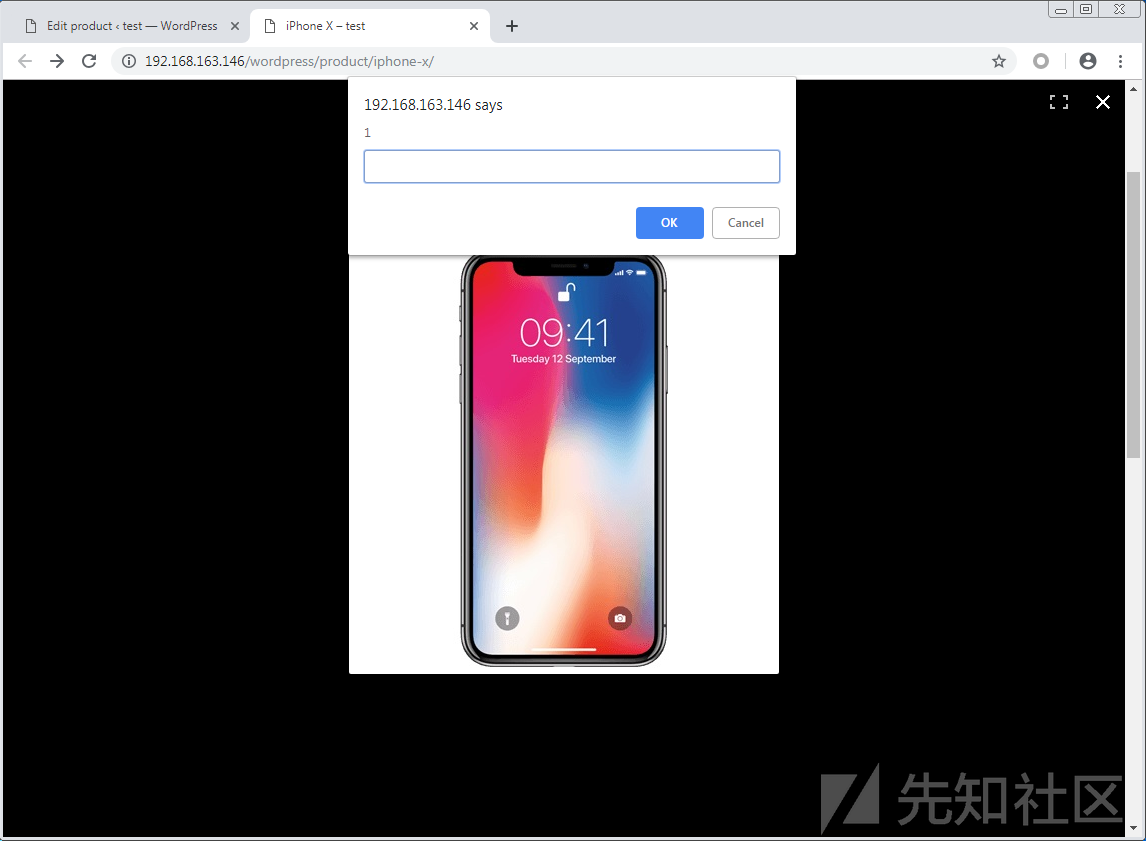 Edit product ‹ test — WordPress
iPhone X – test
192.168.163.146/wordpress/product/iphone-x/
192.168.163.146 says
1
OK
Cancel
09:41
Tuesday 12 September
先知社区